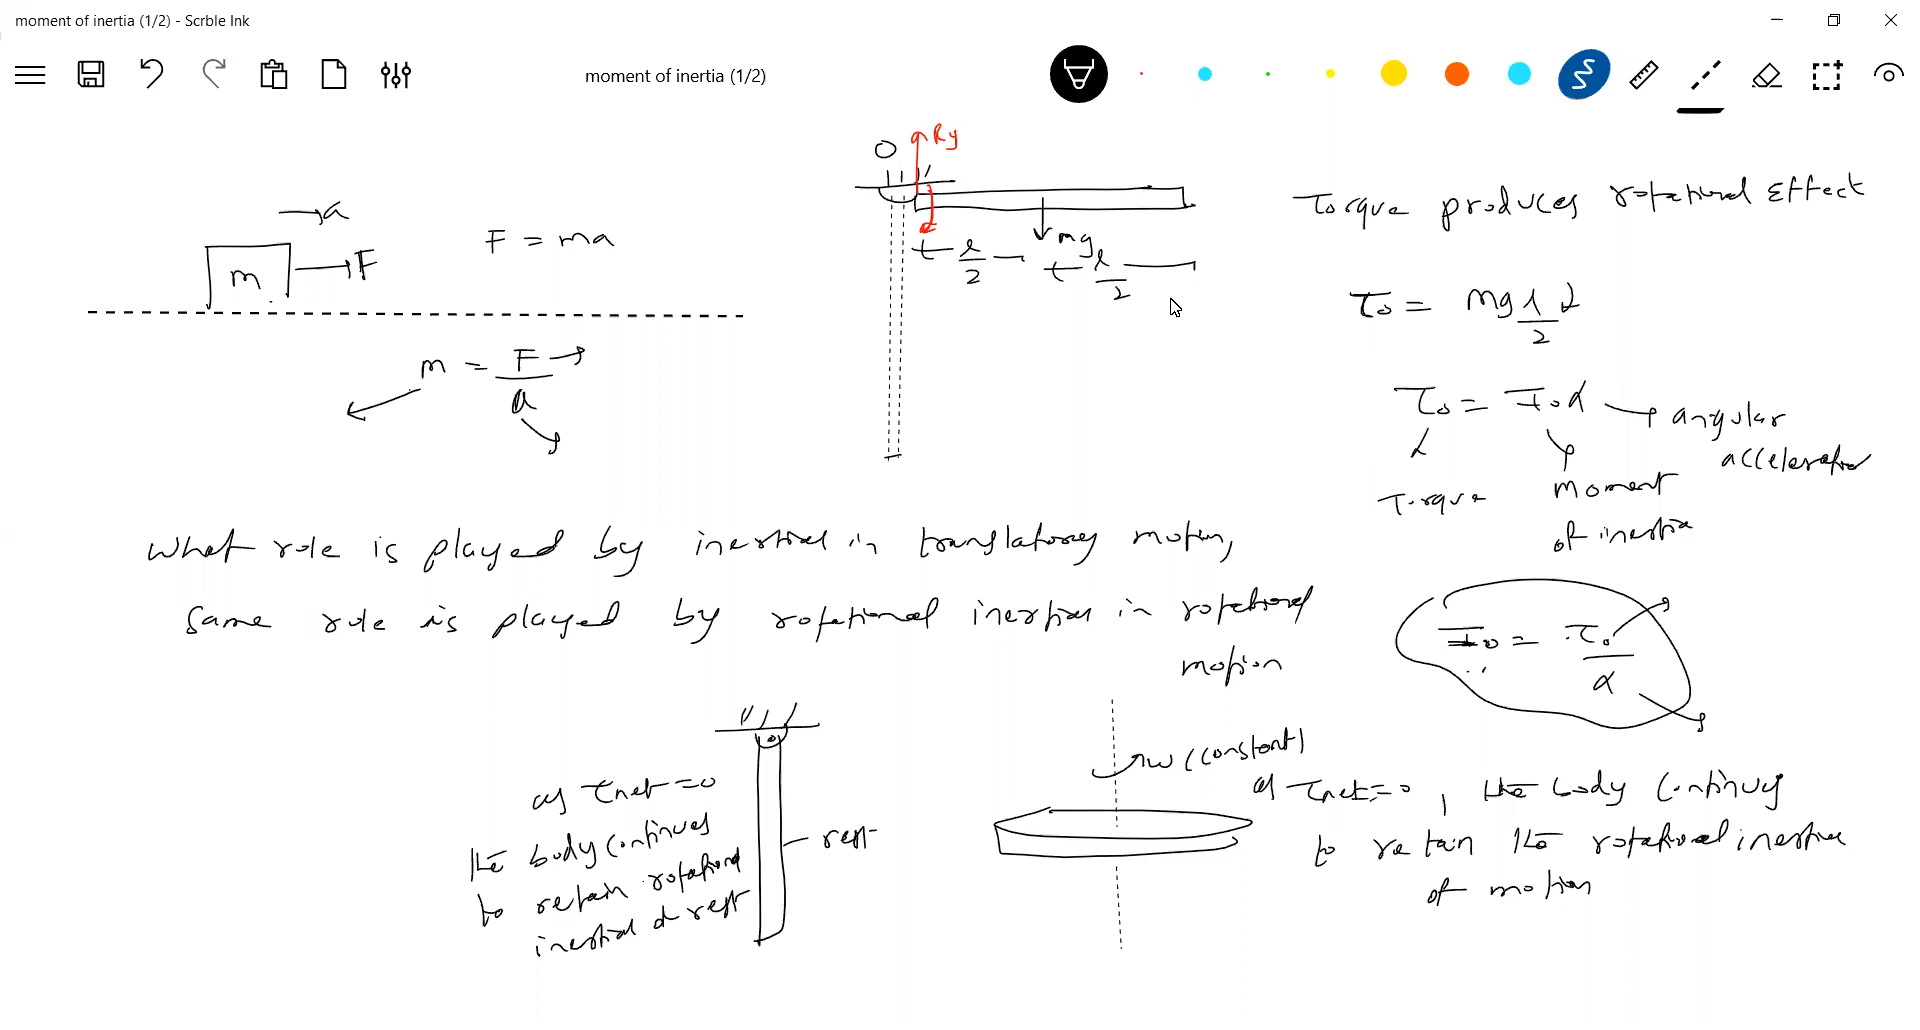 moment of inertia (1/2) - Scrble Ink
moment of inertia (1/2)
O
Ry
mg
l/2
l/2
a
m
F
F = ma
m = F/a
Torque produces rotational Effect
τo = mg l/2
τo = Ioα
angular
acceleration
Torque
moment
of inertia
What role is played by inertia in translatory motion,
same role is played by rotational inertia in rotational
motion
Io = τo/α
as τnet = 0
the body continues
to retain rotational
inertia of rest
rest
ω (constant)
as τnet = 0, the body continues
to retain the rotational inertia
of motion